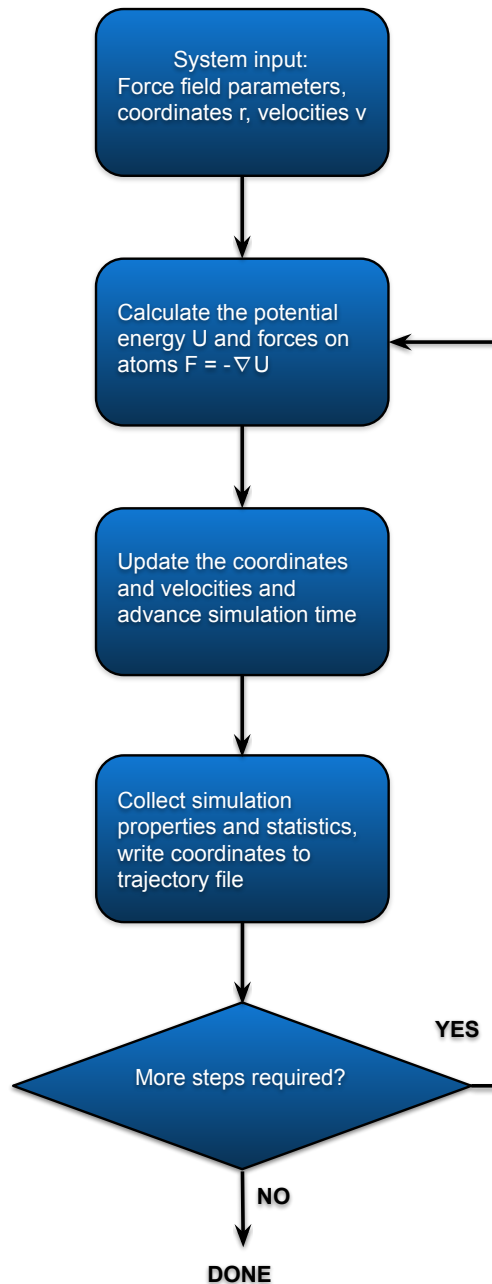 System input:
Force field parameters,
coordinates r, velocities v
Calculate the potential
energy U and forces on
atoms F = -▽U
Update the coordinates
and velocities and
advance simulation time
Collect simulation
properties and statistics,
write coordinates to
trajectory file
YES
More steps required?
NO
DONE